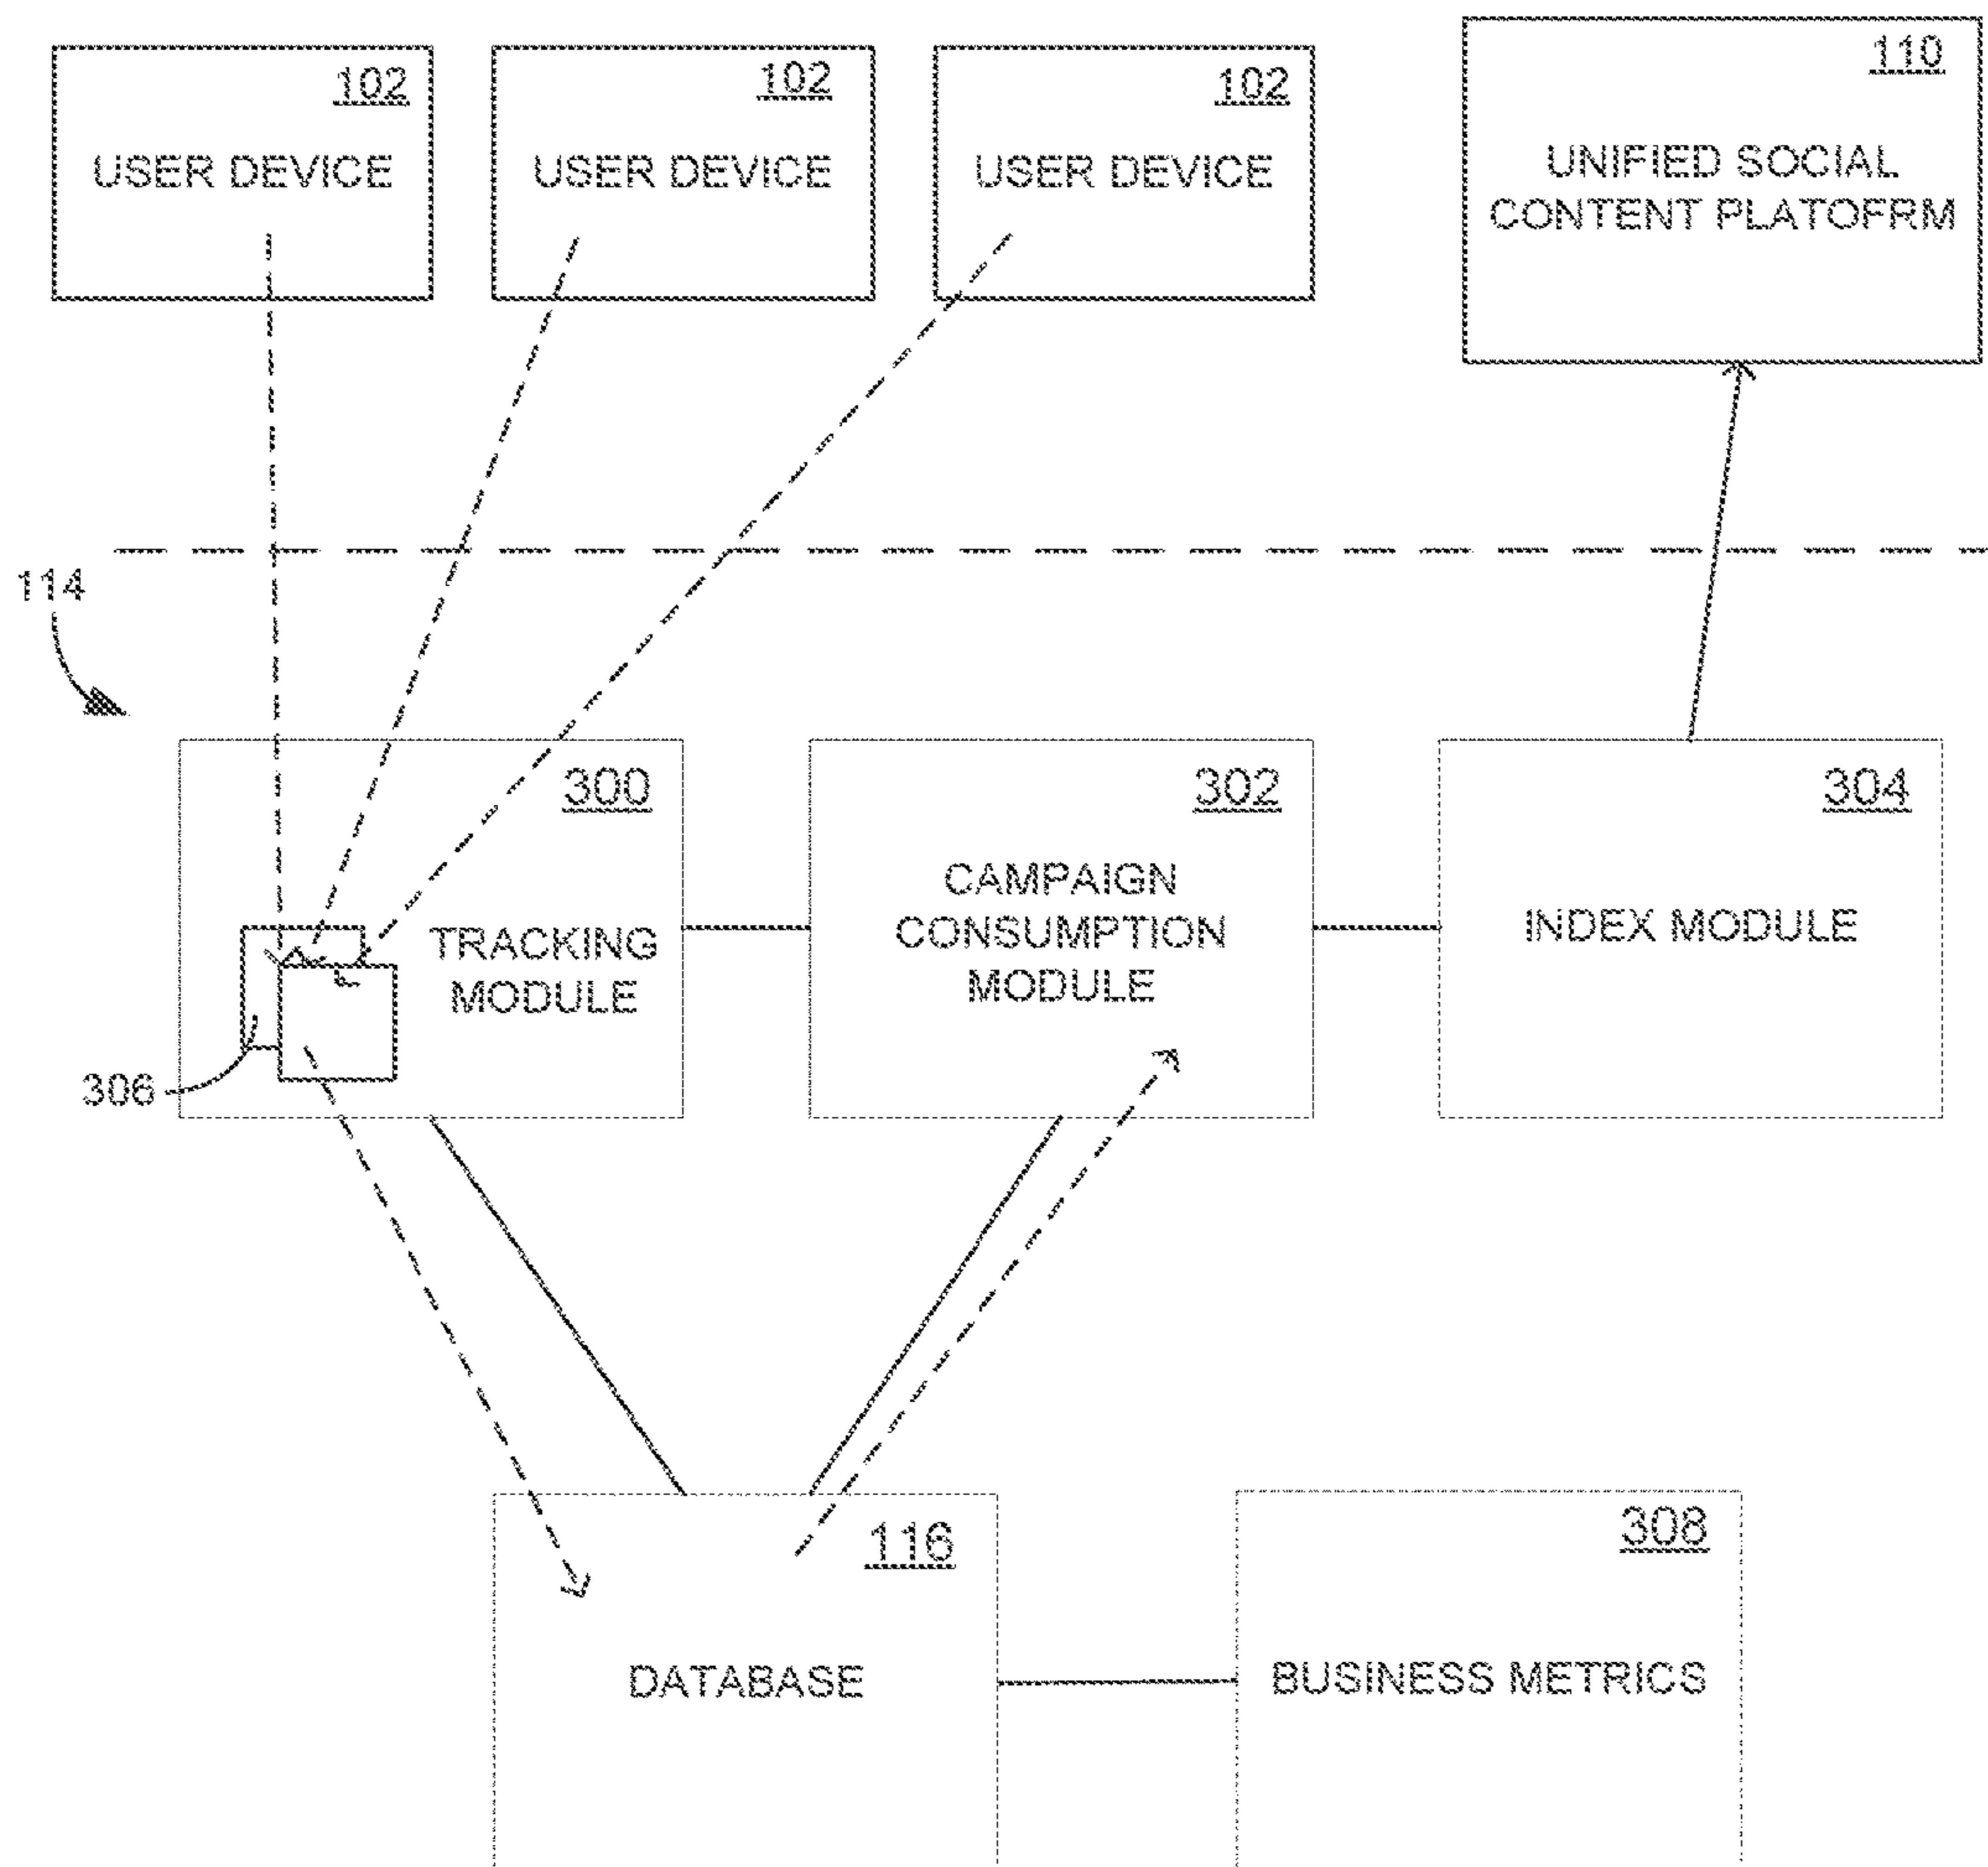 102
USER DEVICE
102
USER DEVICE
102
USER DEVICE
110
UNIFIED SOCIAL
CONTENT PLATOFRM
114
300
TRACKING
MODULE
306
302
CAMPAIGN
CONSUMPTION
MODULE
304
INDEX MODULE
116
DATABASE
308
BUSINESS METRICS